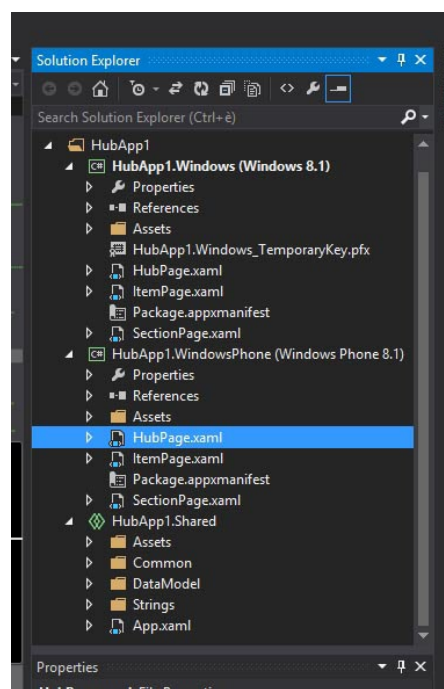 Solution Explorer
Search Solution Explorer (Ctrl+è)
HubApp1
C# HubApp1.Windows (Windows 8.1)
Properties
References
Assets
HubApp1.Windows_TemporaryKey.pfx
HubPage.xaml
ItemPage.xaml
Package.appxmanifest
SectionPage.xaml
C# HubApp1.WindowsPhone (Windows Phone 8.1)
Properties
References
Assets
HubPage.xaml
ItemPage.xaml
Package.appxmanifest
SectionPage.xaml
HubApp1.Shared
Assets
Common
DataModel
Strings
App.xaml
Properties